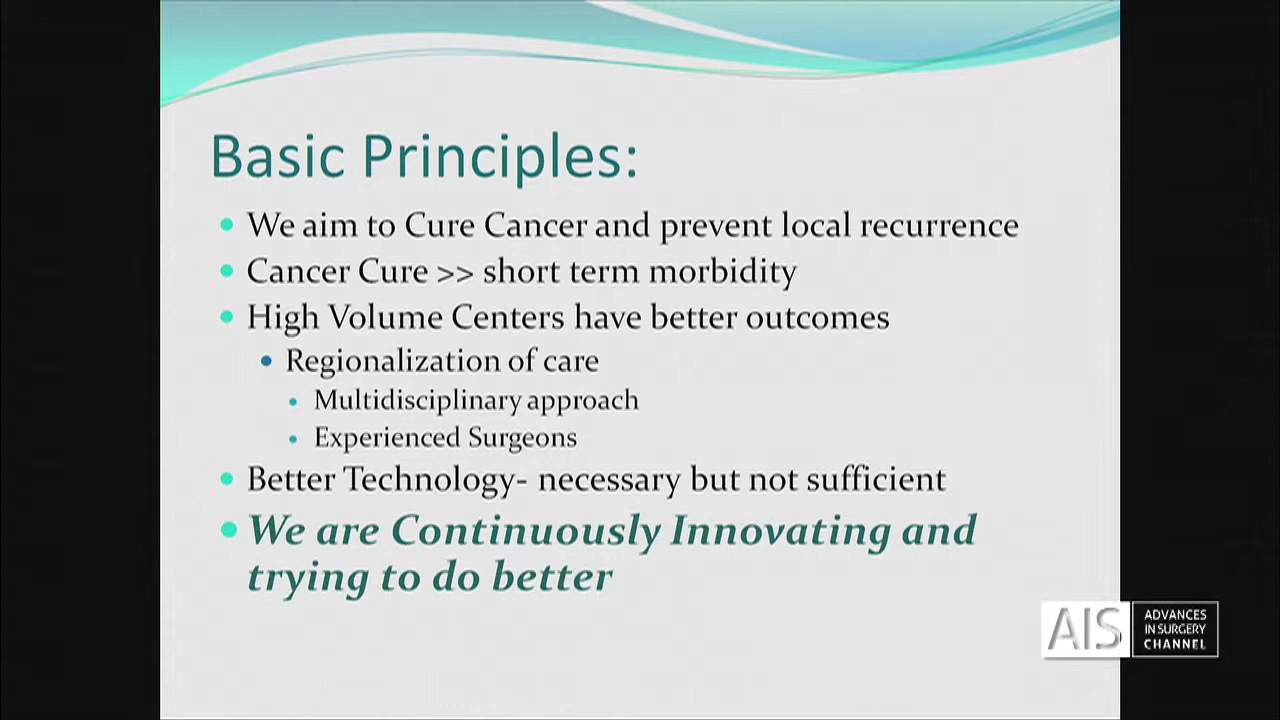 Basic Principles:
We aim to Cure Cancer and prevent local recurrence
Cancer Cure >> short term morbidity
High Volume Centers have better outcomes
Regionalization of care
Multidisciplinary approach
Experienced Surgeons
Better Technology- necessary but not sufficient
We are Continuously Innovating and
trying to do better
AIS
ADVANCES
IN SURGERY
CHANNEL